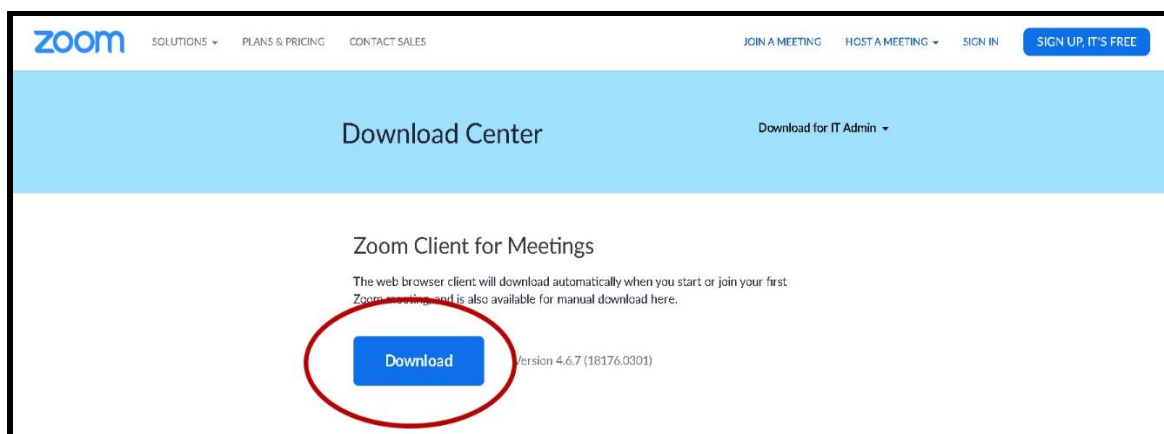 zoom SOLUTIONS PLANS & PRICING CONTACT SALES JOIN A MEETING HOST A MEETING SIGN IN SIGN UP, IT'S FREE
Download Center Download for IT Admin
Zoom Client for Meetings
The web browser client will download automatically when you start or join your first
Zoom meeting, and is also available for manual download here.
Download Version 4.6.7 (18176.0301)